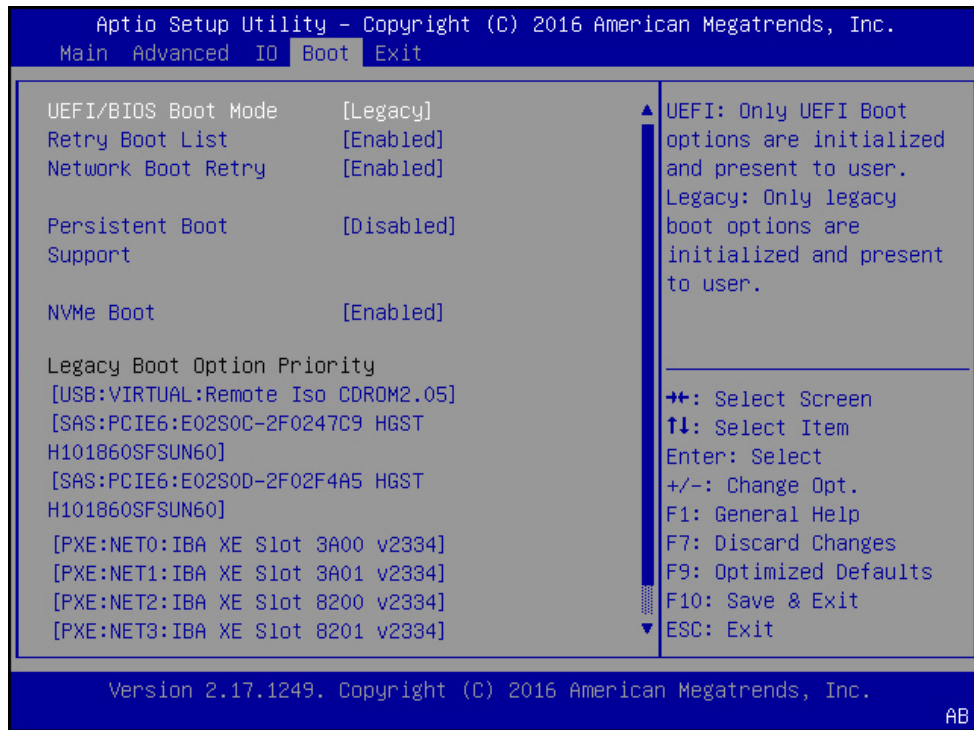 Aptio Setup Utility – Copyright (C) 2016 American Megatrends, Inc.
Main Advanced IO Boot Exit
UEFI/BIOS Boot Mode [Legacy]
Retry Boot List [Enabled]
Network Boot Retry [Enabled]
Persistent Boot [Disabled]
Support
NVMe Boot [Enabled]
Legacy Boot Option Priority
[USB:VIRTUAL:Remote Iso CDROM2.05]
[SAS:PCIE6:E02S0C-2F0247C9 HGST
H101860SFSUN60]
[SAS:PCIE6:E02S0D-2F02F4A5 HGST
H101860SFSUN60]
[PXE:NET0:IBA XE Slot 3A00 v2334]
[PXE:NET1:IBA XE Slot 3A01 v2334]
[PXE:NET2:IBA XE Slot 8200 v2334]
[PXE:NET3:IBA XE Slot 8201 v2334]
UEFI: Only UEFI Boot
options are initialized
and present to user.
Legacy: Only legacy
boot options are
initialized and present
to user.
→←: Select Screen
↑↓: Select Item
Enter: Select
+/-: Change Opt.
F1: General Help
F7: Discard Changes
F9: Optimized Defaults
F10: Save & Exit
ESC: Exit
Version 2.17.1249. Copyright (C) 2016 American Megatrends, Inc.
AB